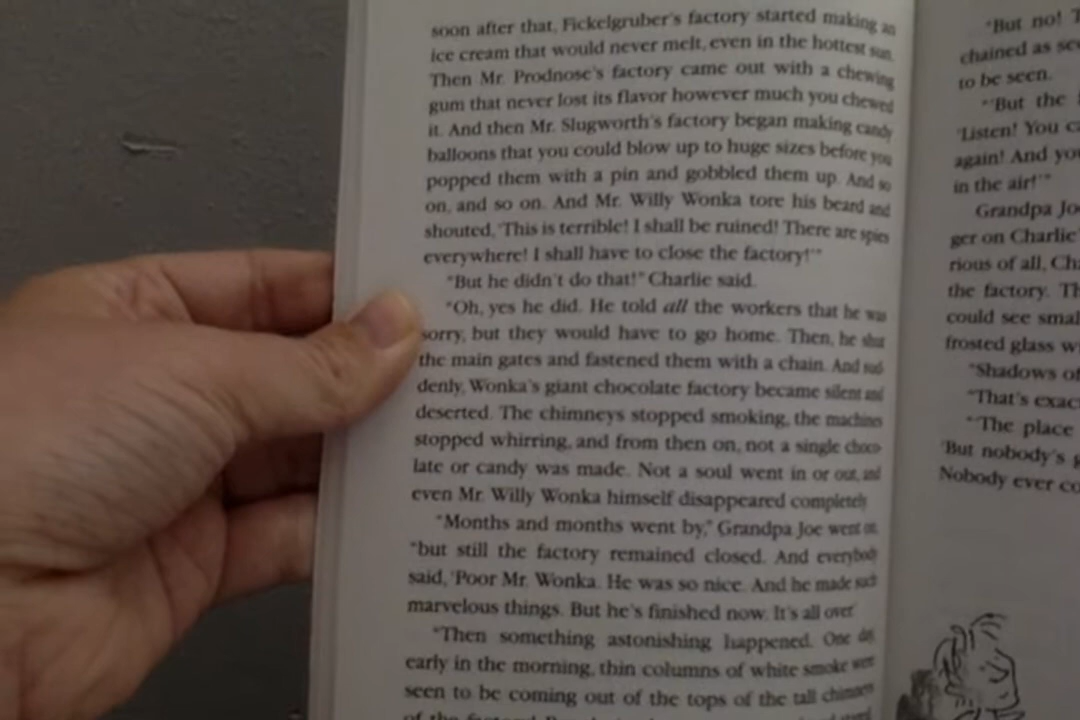 soon after that, Fickelgruber's factory started making an
ice cream that would never melt, even in the hottest sun.
Then Mr. Prodnose's factory came out with a chewing
gum that never lost its flavor however much you chewed
it. And then Mr. Slugworth's factory began making candy
balloons that you could blow up to huge sizes before you
popped them with a pin and gobbled them up. And so
on, and so on. And Mr. Willy Wonka tore his beard and
shouted, 'This is terrible! I shall be ruined! There are spies
everywhere! I shall have to close the factory!'"
"But he didn't do that!" Charlie said.
"Oh, yes he did. He told all the workers that he was
sorry, but they would have to go home. Then, he shut
the main gates and fastened them with a chain. And sud-
denly, Wonka's giant chocolate factory became silent and
deserted. The chimneys stopped smoking, the machines
stopped whirring, and from then on, not a single choco-
late or candy was made. Not a soul went in or out, and
even Mr. Willy Wonka himself disappeared completely.
"Months and months went by," Grandpa Joe went on,
"but still the factory remained closed. And everybody
said, 'Poor Mr. Wonka. He was so nice. And he made such
marvelous things. But he's finished now. It's all over.'
"Then something astonishing happened. One day,
early in the morning, thin columns of white smoke were
seen to be coming out of the tops of the tall chimneys
"But no!
chained as
to be seen.
"'But the
'Listen! You
again! And you
in the air!'"
Grandpa Joe
ger on Charlie'
rious of all,
the factory.
could see
frosted glass
"Shadows of
"That's
"'The place
'But nobody's
Nobody ever